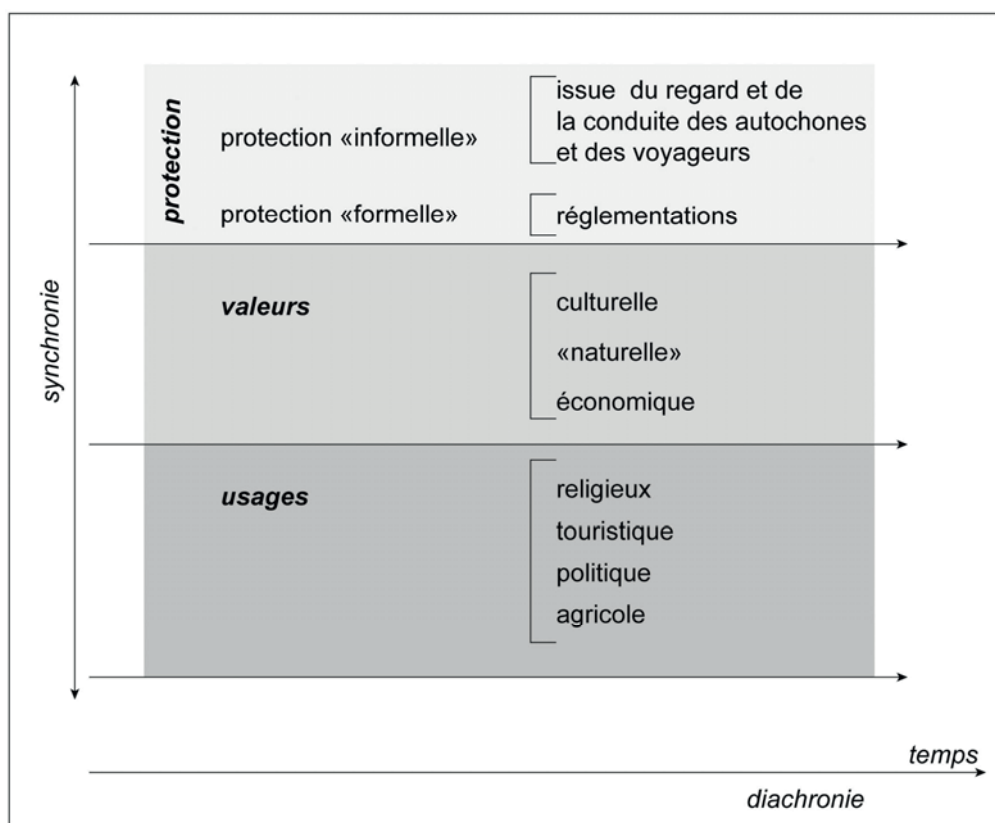 synchronie
protection
protection «informelle»
issue du regard et de
la conduite des autochones
et des voyageurs
protection «formelle»
réglementations
valeurs
culturelle
«naturelle»
économique
usages
religieux
touristique
politique
agricole
temps
diachronie